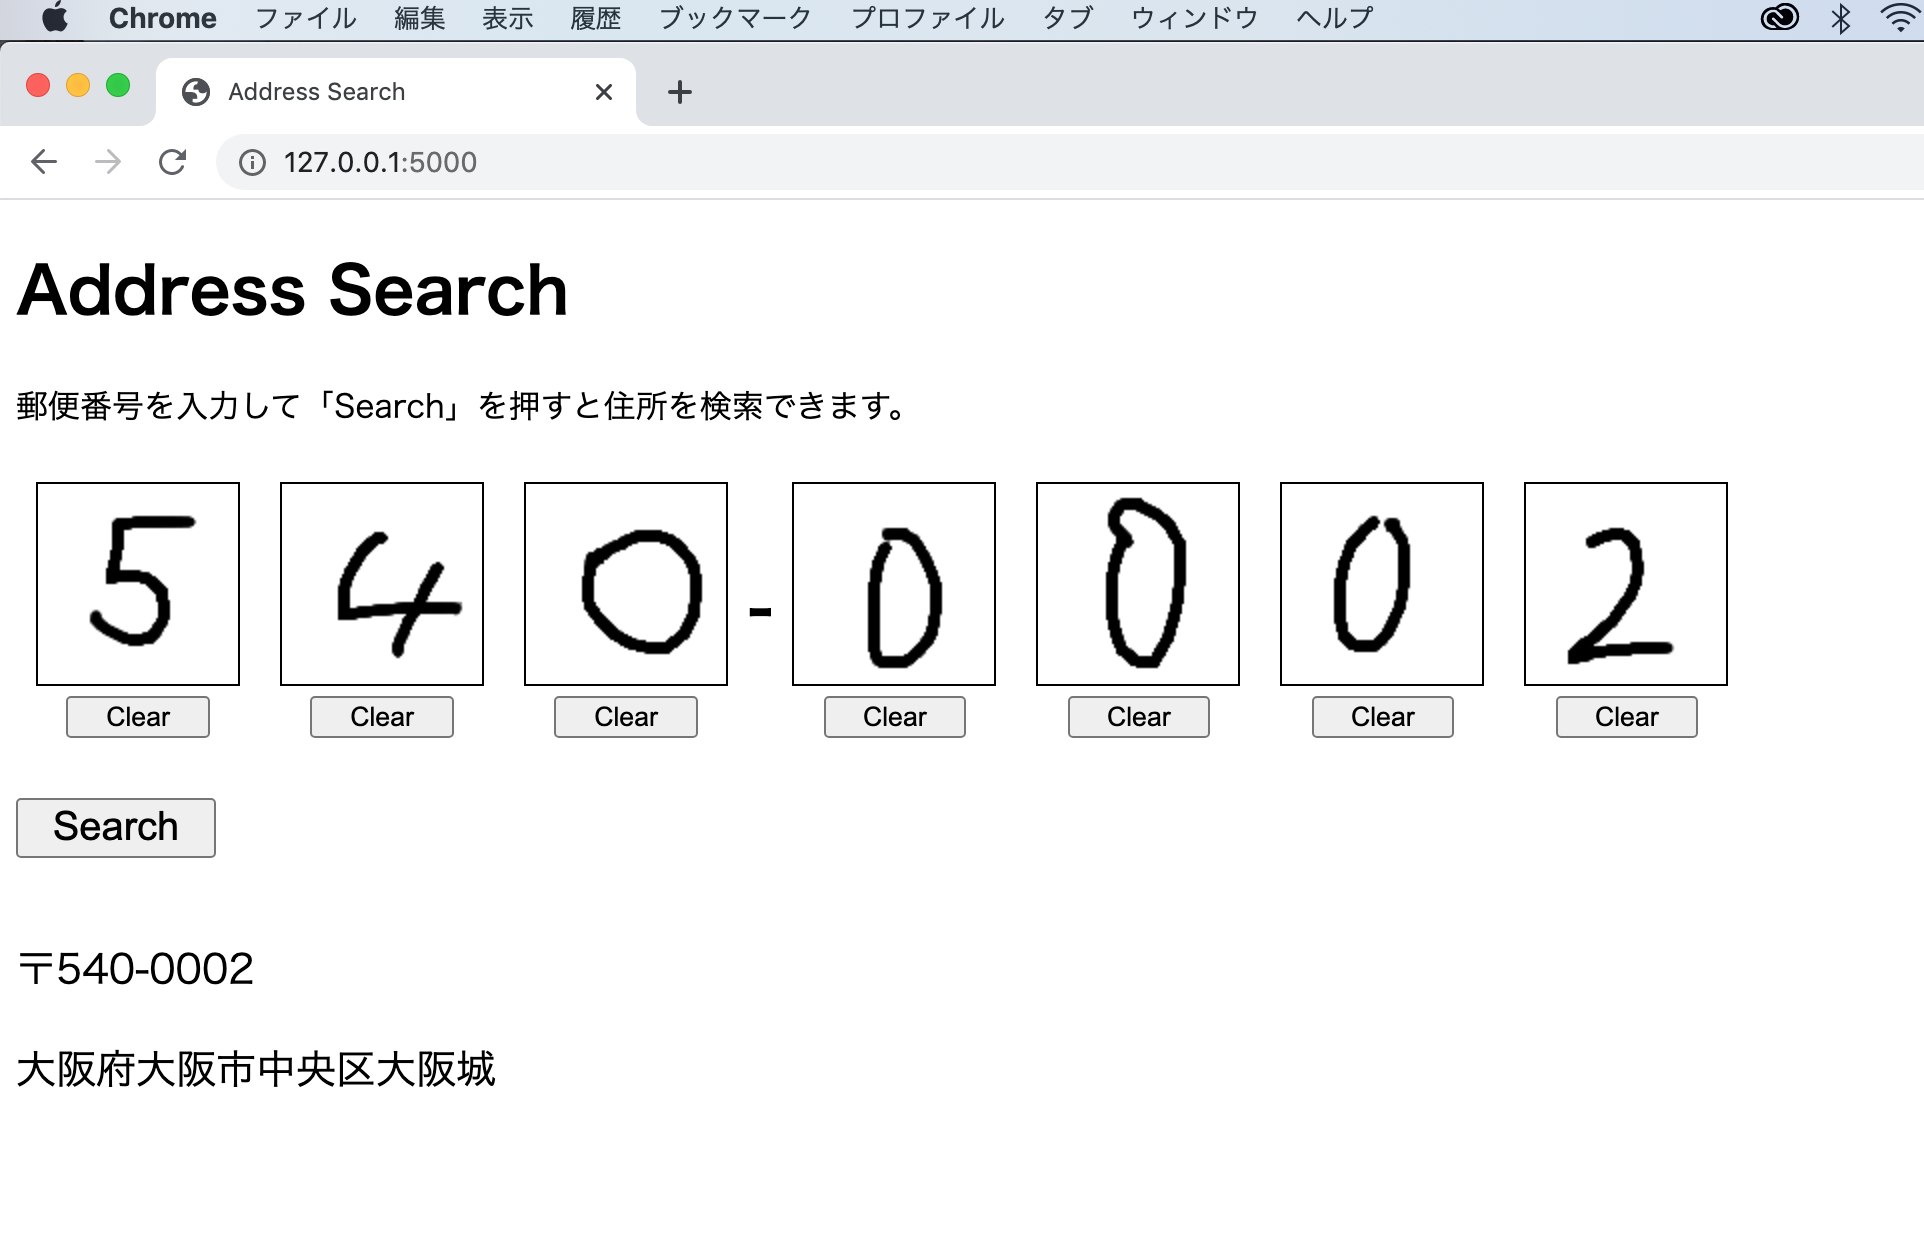 Chrome ファイル 編集 表示 履歴 ブックマーク プロファイル タブ ウィンドウ ヘルプ
Address Search
127.0.0.1:5000
Address Search
郵便番号を入力して「Search」を押すと住所を検索できます。
5 4 0 - 0 0 0 2
Clear Clear Clear Clear Clear Clear Clear
Search
〒540-0002
大阪府大阪市中央区大阪城